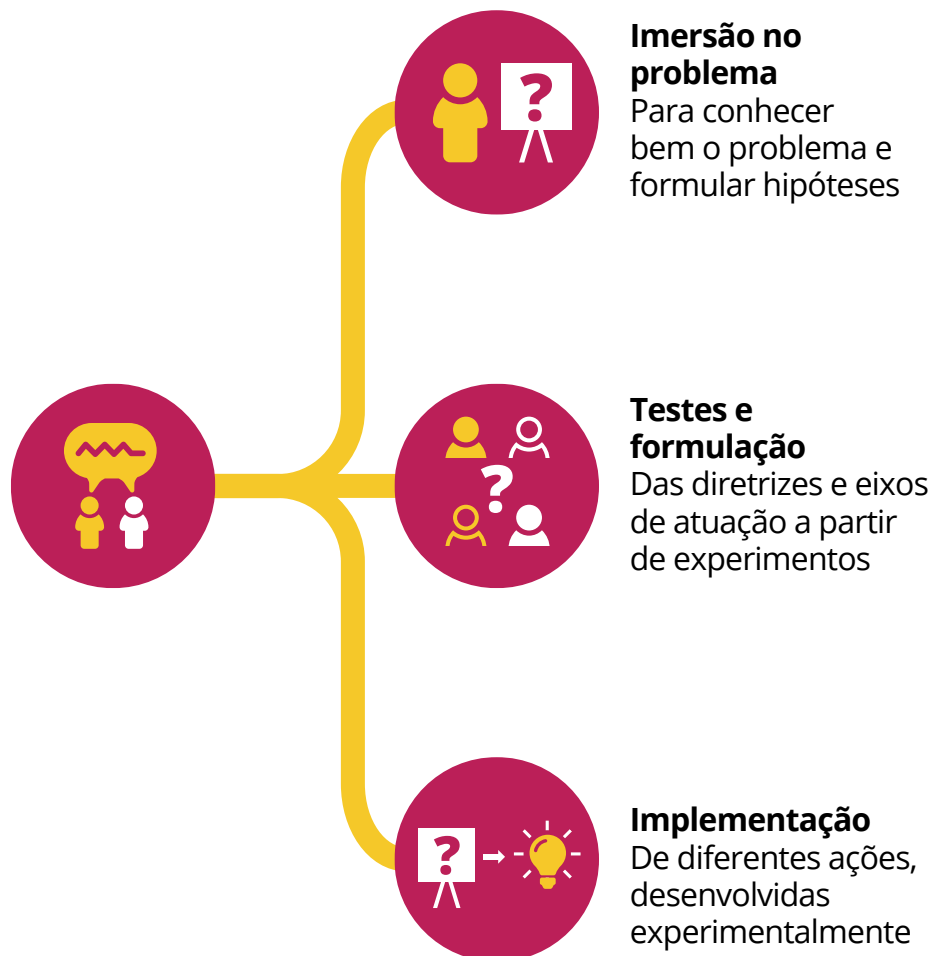 Imersão no
problema
Para conhecer
bem o problema e
formular hipóteses
?
Testes e
formulação
Das diretrizes e eixos
de atuação a partir
de experimentos
?
Implementação
De diferentes ações,
desenvolvidas
experimentalmente
?